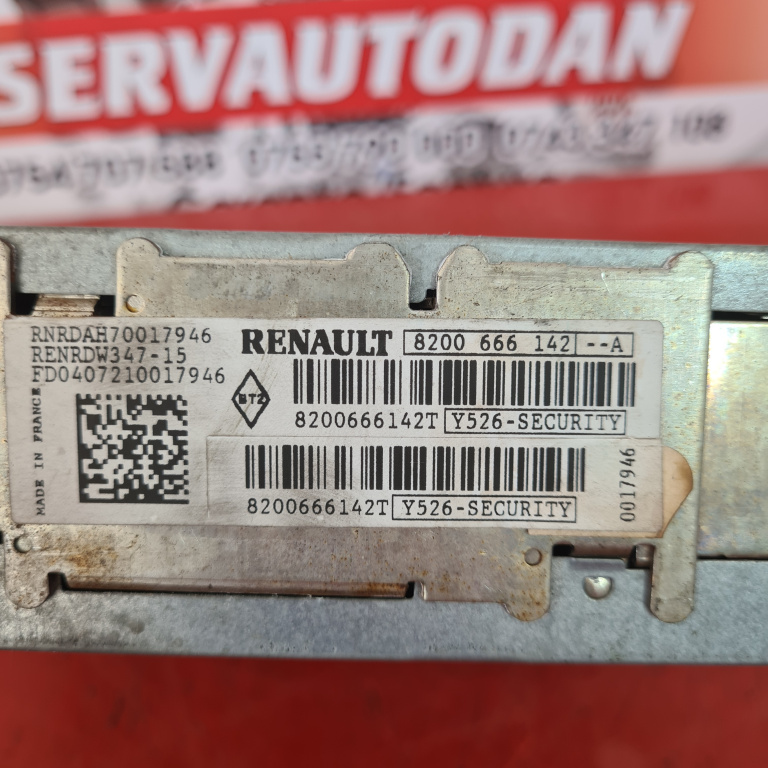 SERVAUTODAN
RNRDAH70017946
RENRDW347-15
FD0407210017946
MADE IN FRANCE
RENAULT
8200 666 142 --A
BT2
8200666142T Y526-SECURITY
8200666142T Y526-SECURITY
0017946